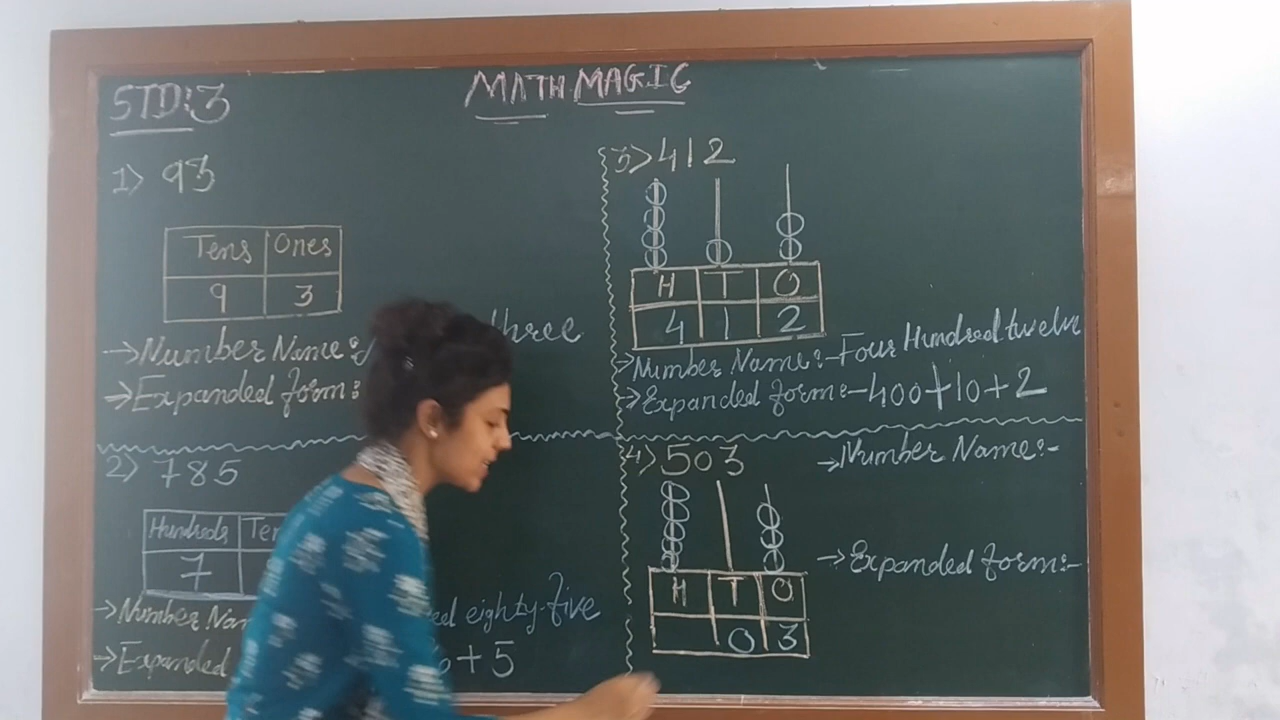 MATH MAGIC
STD:3
1) 93
Tens Ones
9 3
→Number Name:- three
→Expanded form:
2) 785
Hundreds
7
→Number eighty-five
→Expanded + 5
3) 412
H T O
4 1 2
→Number Name:- Four Hundred twelve
→Expanded form:- 400+10+2
4) 503
H T O
0 3
→Number Name:-
→Expanded form:-